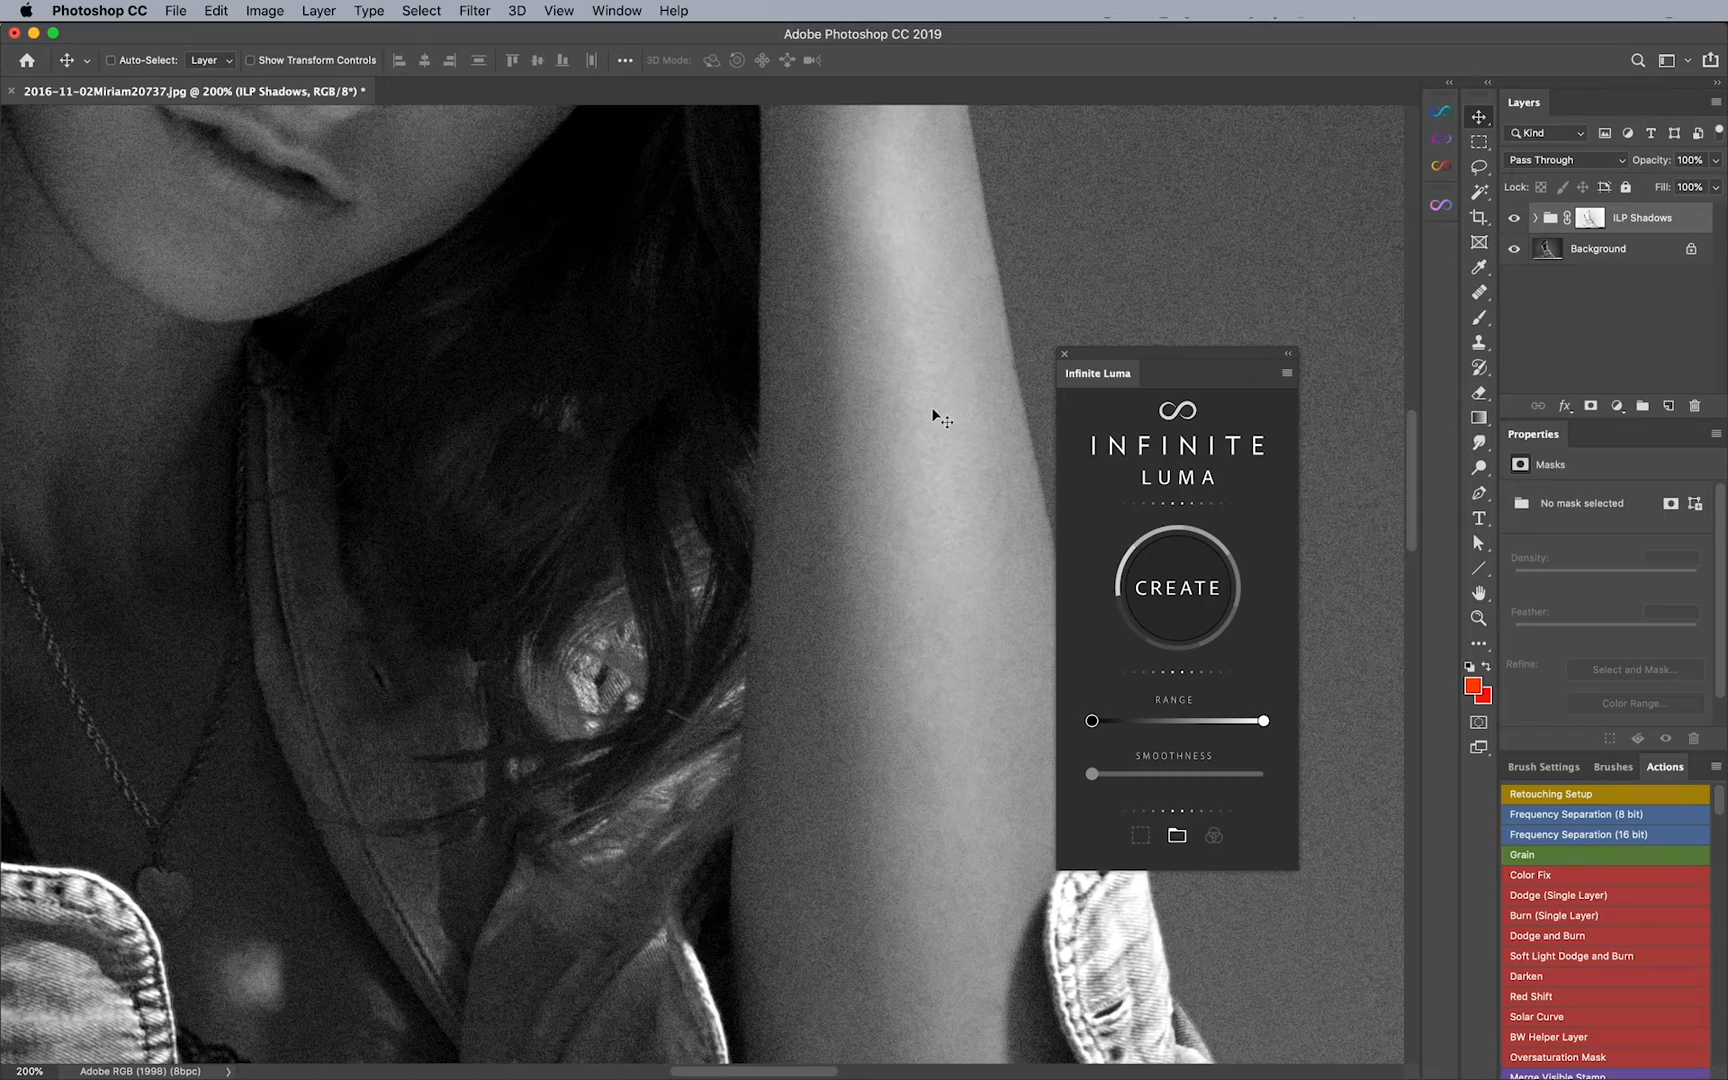 Photoshop CC File Edit Image Layer Type Select Filter 3D View Window Help
Adobe Photoshop CC 2019
Auto-Select: Layer Show Transform Controls 3D Mode:
2016-11-02Miriam20737.jpg @ 200% (ILP Shadows, RGB/8*) *
Layers
Kind
Pass Through Opacity: 100%
Lock: Fill: 100%
ILP Shadows
Background
Infinite Luma
INFINITE
LUMA
CREATE
RANGE
SMOOTHNESS
Properties
Masks
No mask selected
Density:
Feather:
Refine: Select and Mask...
Color Range...
Brush Settings Brushes Actions
Retouching Setup
Frequency Separation (8 bit)
Frequency Separation (16 bit)
Grain
Color Fix
Dodge (Single Layer)
Burn (Single Layer)
Dodge and Burn
Soft Light Dodge and Burn
Darken
Red Shift
Solar Curve
BW Helper Layer
Oversaturation Mask
Merge Visible Stamp
200% Adobe RGB (1998) (8bpc)